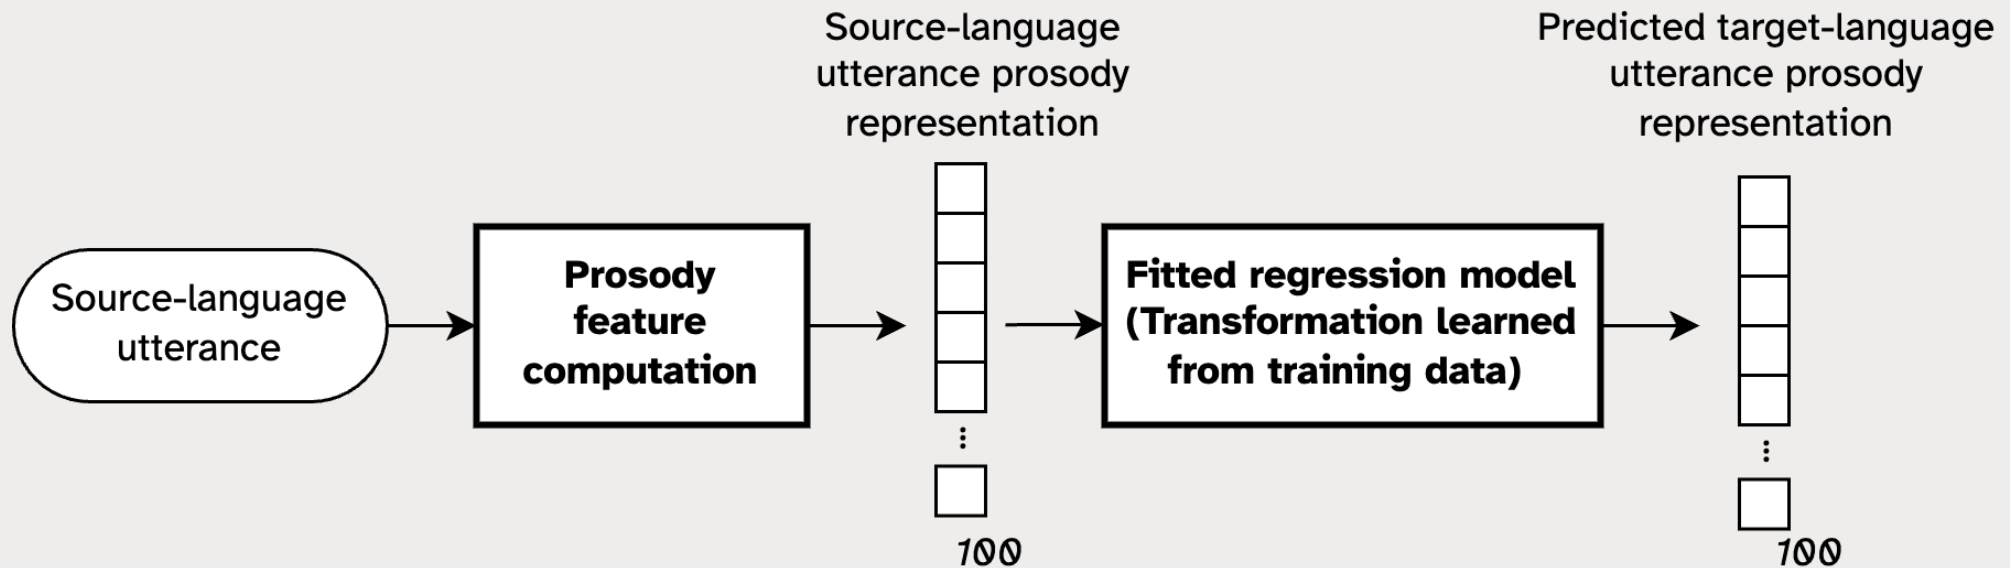 Source-language
utterance prosody
representation
Predicted target-language
utterance prosody
representation
Source-language
utterance
Prosody
feature
computation
Fitted regression model
(Transformation learned
from training data)
100
100